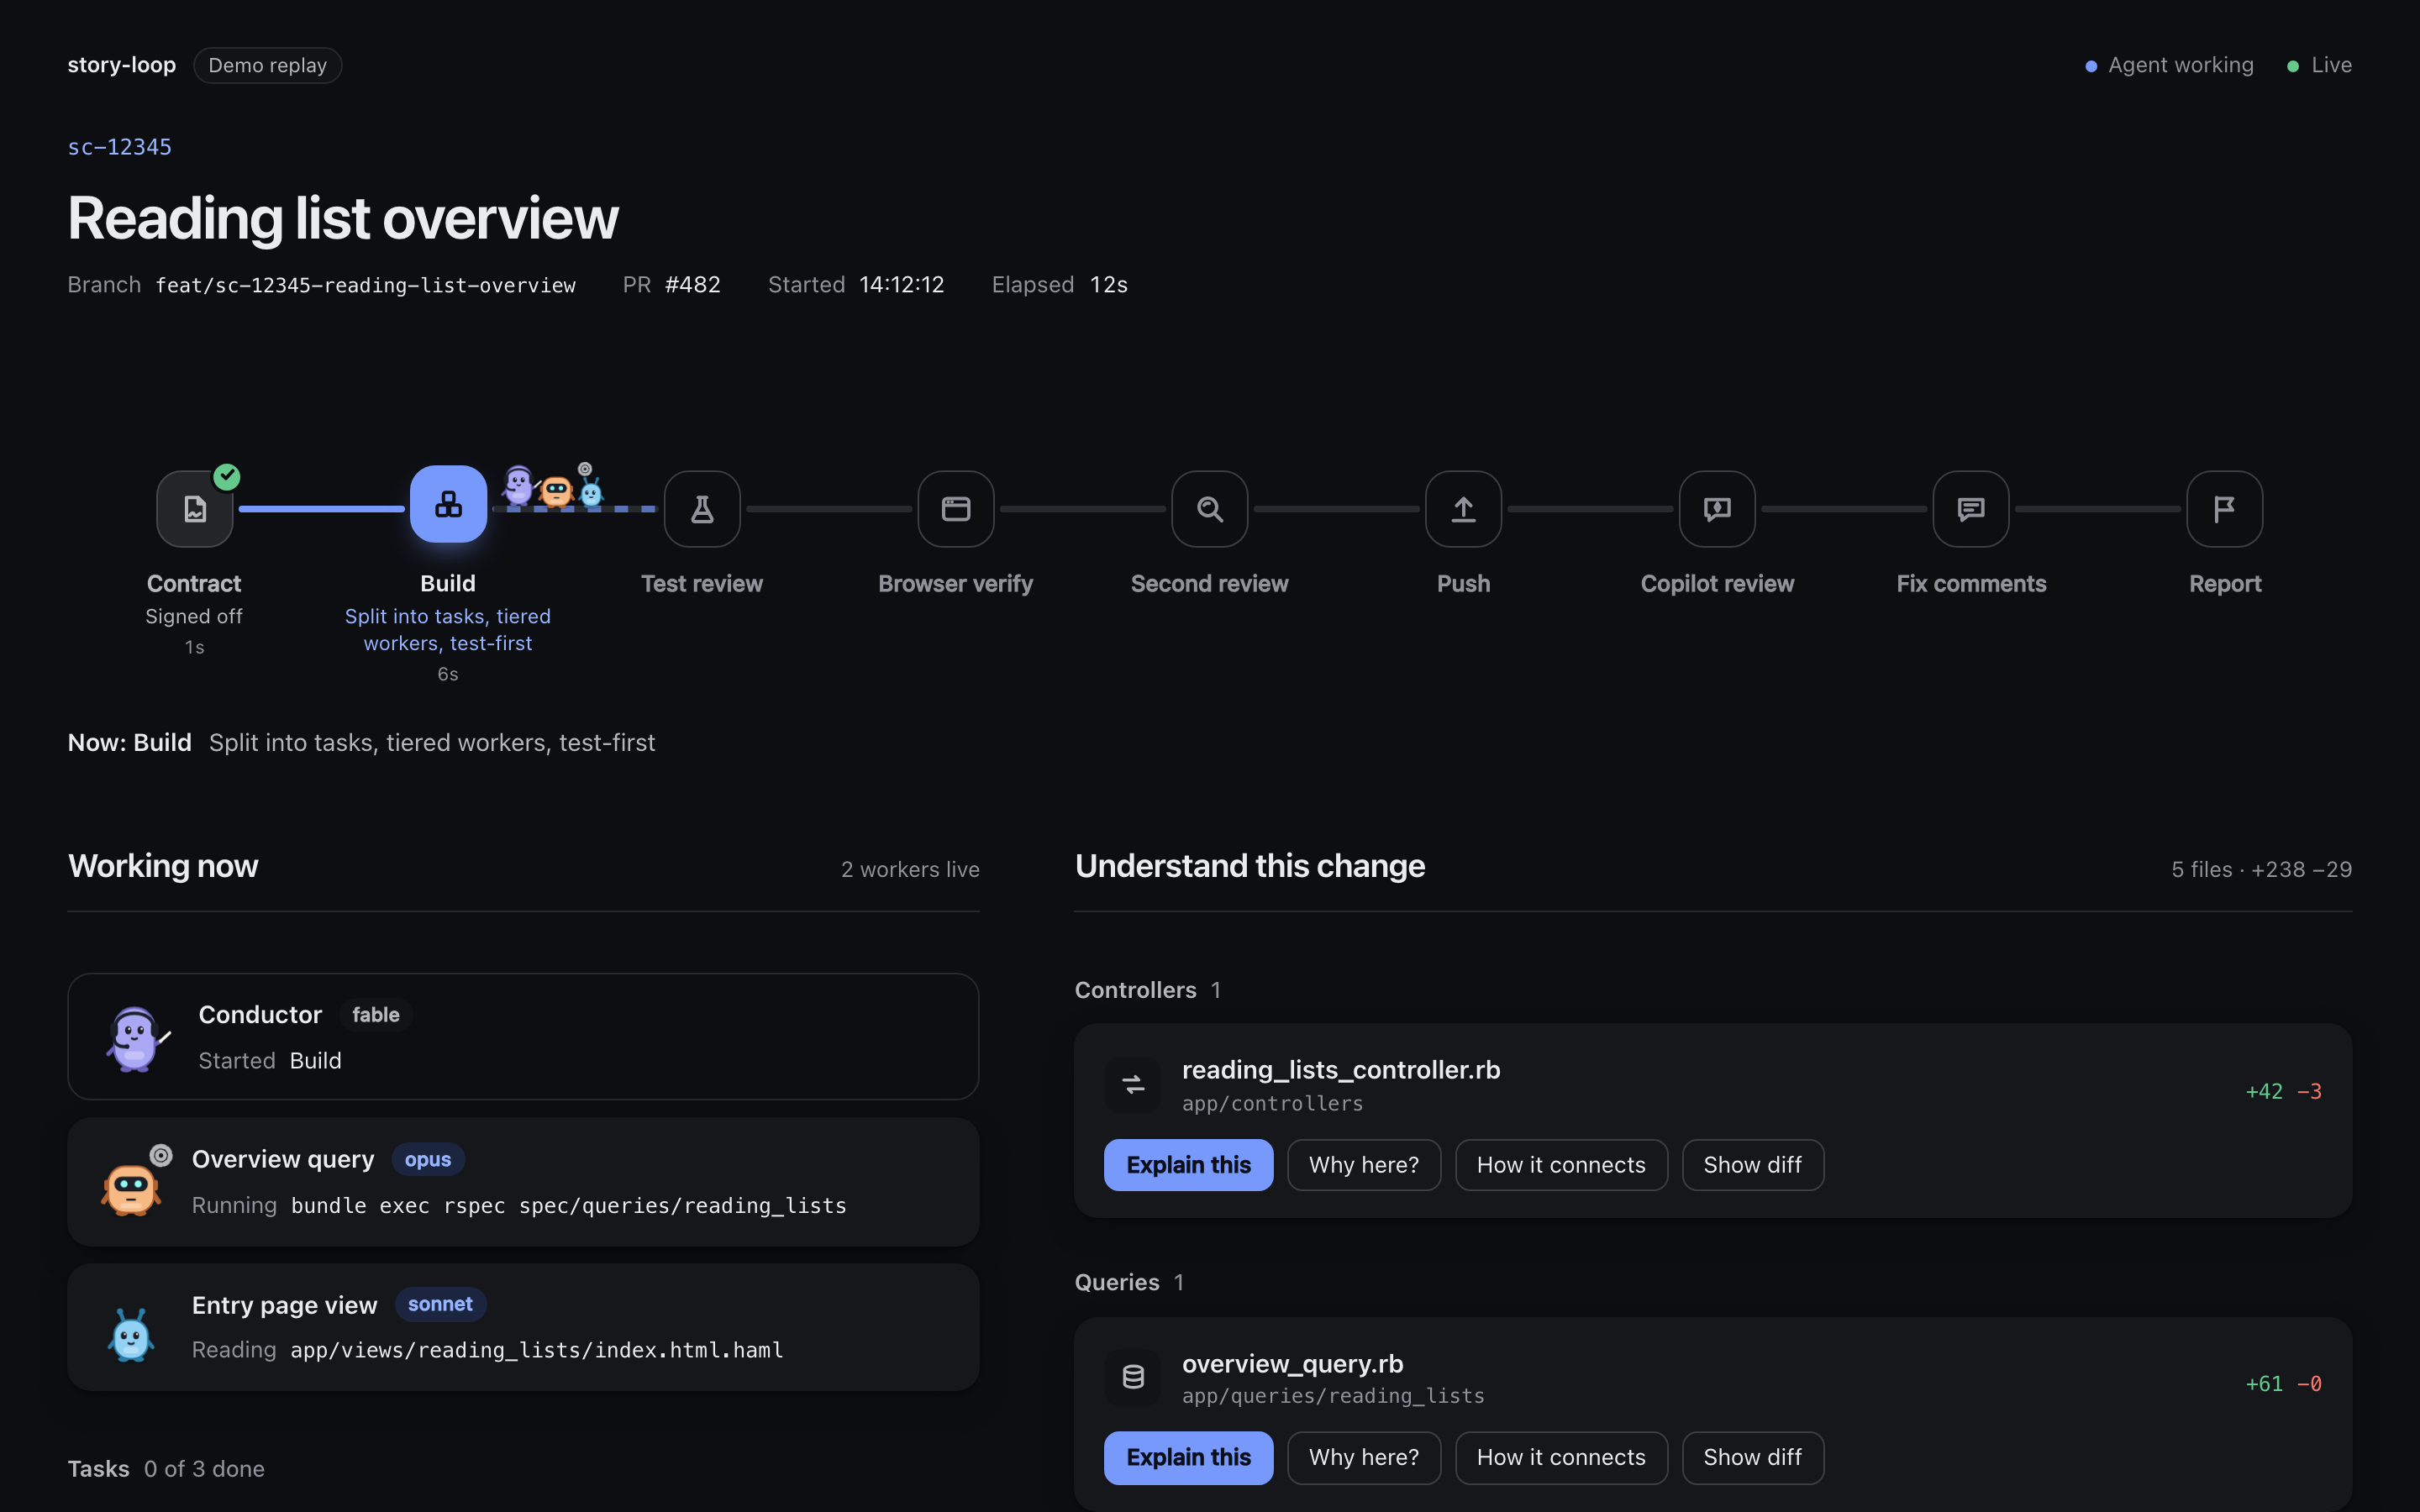 story-loop Demo replay Agent working Live
sc-12345
Reading list overview
Branch feat/sc-12345-reading-list-overview PR #482 Started 14:12:12 Elapsed 12s
Contract Build Test review Browser verify Second review Push Copilot review Fix comments Report
Signed off
1s
Split into tasks, tiered
workers, test-first
6s
Now: Build Split into tasks, tiered workers, test-first
Working now 2 workers live
Conductor fable
Started Build
Overview query opus
Running bundle exec rspec spec/queries/reading_lists
Entry page view sonnet
Reading app/views/reading_lists/index.html.haml
Tasks 0 of 3 done
Understand this change 5 files · +238 −29
Controllers 1
reading_lists_controller.rb
app/controllers
+42 −3
Explain this Why here? How it connects Show diff
Queries 1
overview_query.rb
app/queries/reading_lists
+61 −0
Explain this Why here? How it connects Show diff